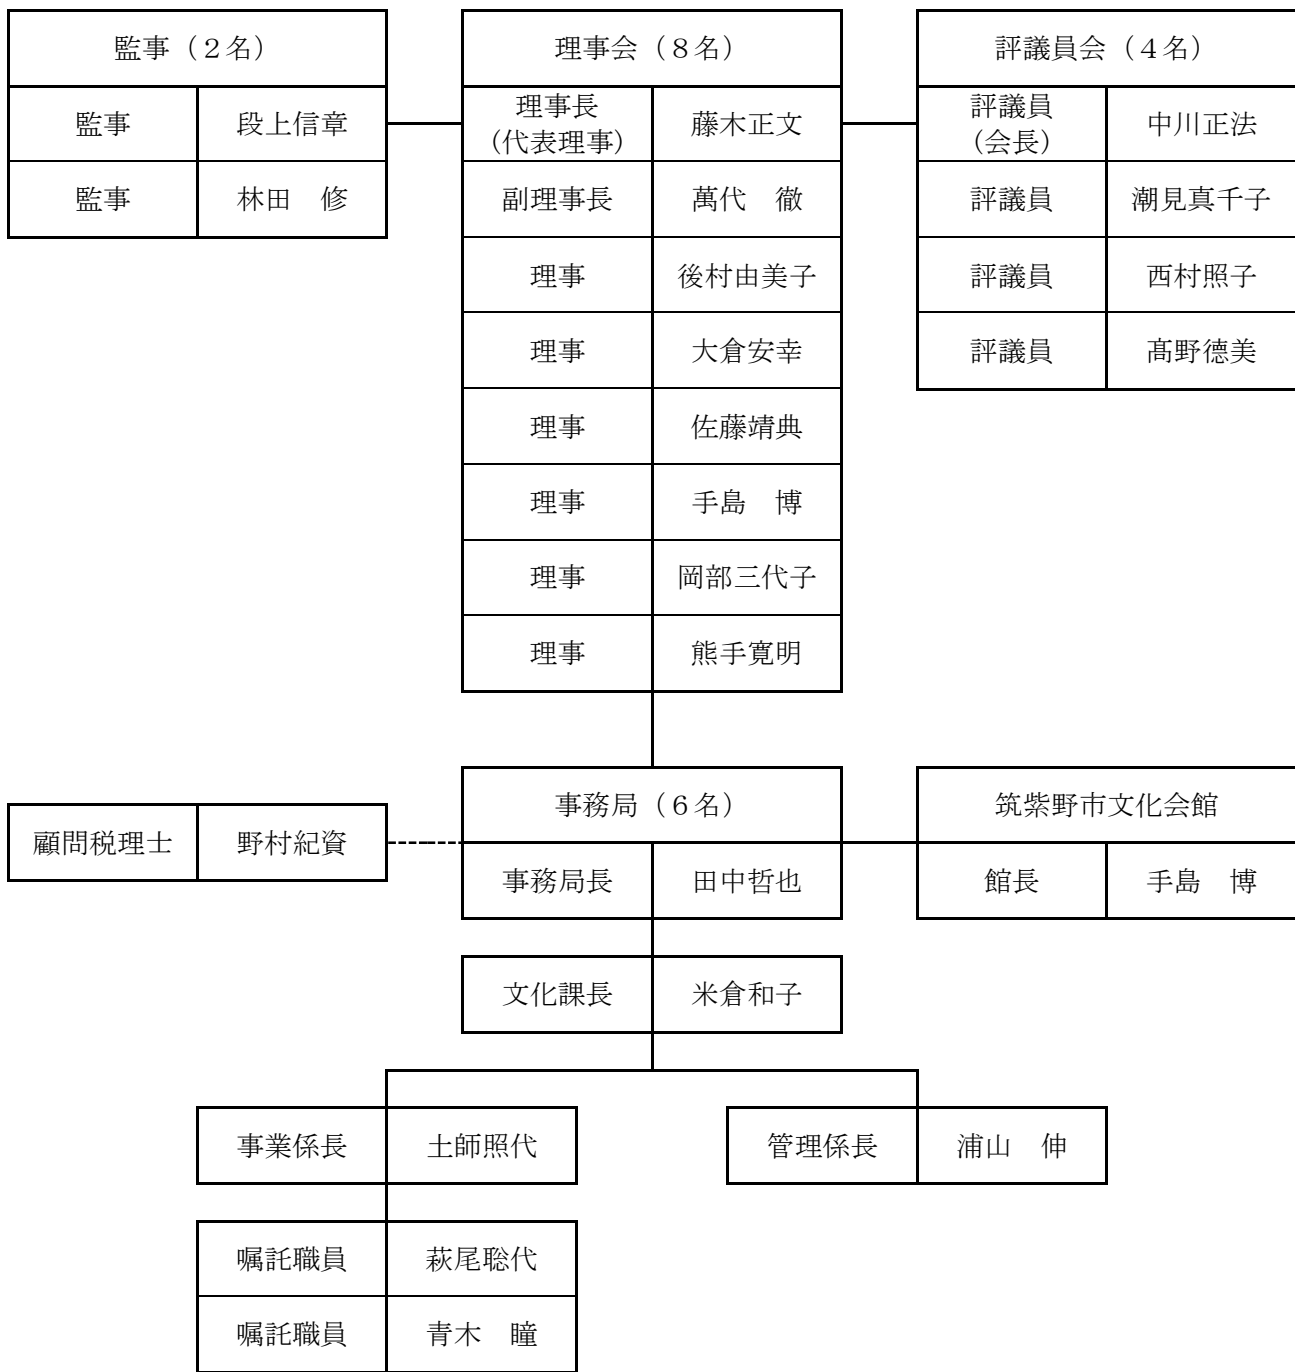 監事（２名）
監事 段上信章
監事 林田　修
理事会（８名）
理事長
(代表理事) 藤木正文
副理事長 萬代　徹
理事 後村由美子
理事 大倉安幸
理事 佐藤靖典
理事 手島　博
理事 岡部三代子
理事 熊手寛明
評議員会（４名）
評議員
(会長) 中川正法
評議員 潮見真千子
評議員 西村照子
評議員 髙野德美
顧問税理士 野村紀資
事務局（６名）
事務局長 田中哲也
筑紫野市文化会館
館長 手島　博
文化課長 米倉和子
事業係長 土師照代
管理係長 浦山　伸
嘱託職員 萩尾聡代
嘱託職員 青木　瞳